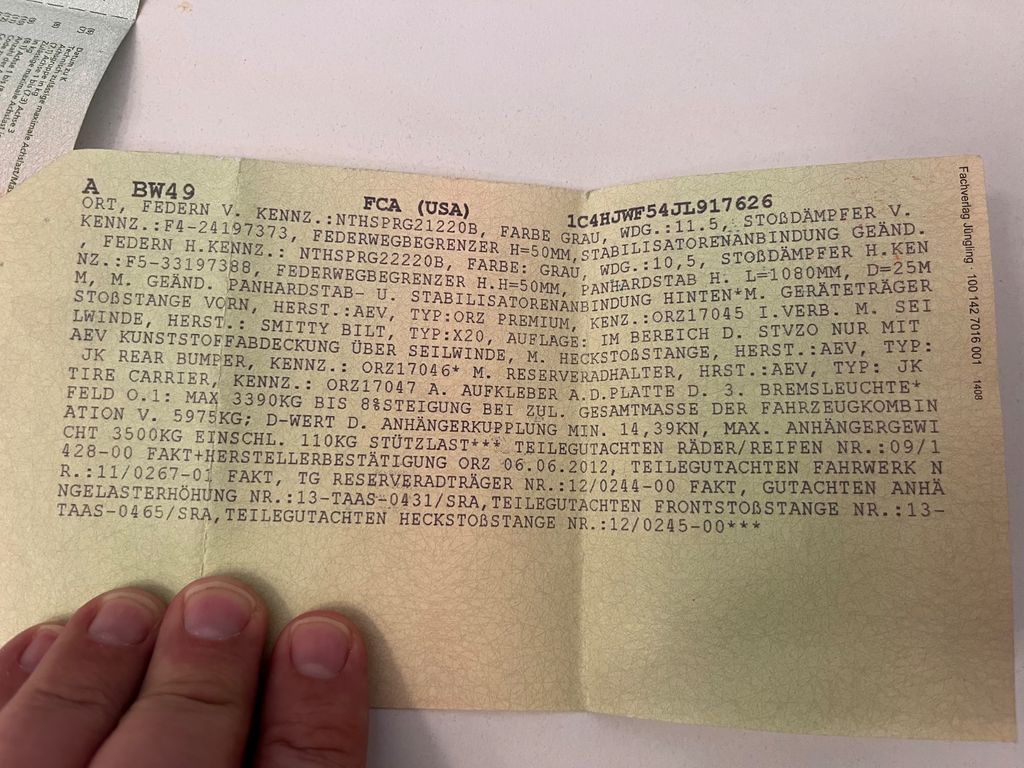 A BW49 FCA (USA) 1C4HJWF54JL917626
ORT, FEDERN V. KENNZ.:NTHSPRG21220B, FARBE GRAU, WDG.:11.5, STOßDÄMPFER V.
KENNZ.:F4-24197373, FEDERWEGBEGRENZER H=50MM,STABILISATORENANBINDUNG GEÄND.
, FEDERN H.KENNZ.: NTHSPRG22220B, FARBE: GRAU, WDG.:10,5, STOßDÄMPFER H.KEN
NZ.:F5-33197388, FEDERWEGBEGRENZER H.H=50MM, PANHARDSTAB H. L=1080MM, D=25M
M, M. GEÄND. PANHARDSTAB- U. STABILISATORENANBINDUNG HINTEN*M. GERÄTETRÄGER
STOßSTANGE VORN, HERST.:AEV, TYP:ORZ PREMIUM, KENZ.:ORZ17045 I.VERB. M. SEI
LWINDE, HERST.: SMITTY BILT, TYP:X20, AUFLAGE: IM BEREICH D. STVZO NUR MIT
AEV KUNSTSTOFFABDECKUNG ÜBER SEILWINDE, M. HECKSTOßSTANGE, HERST.:AEV, TYP:
JK REAR BUMPER, KENNZ.: ORZ17046* M. RESERVERADHALTER, HRST.:AEV, TYP: JK
TIRE CARRIER, KENNZ.: ORZ17047 A. AUFKLEBER A.D.PLATTE D. 3. BREMSLEUCHTE*
FELD O.1: MAX 3390KG BIS 8%STEIGUNG BEI ZUL. GESAMTMASSE DER FAHRZEUGKOMBIN
ATION V. 5975KG; D-WERT D. ANHÄNGERKUPPLUNG MIN. 14,39KN, MAX. ANHÄNGERGEWI
CHT 3500KG EINSCHL. 110KG STÜTZLAST*** TEILEGUTACHTEN RÄDER/REIFEN NR.:09/1
428-00 FAKT+HERSTELLERBESTÄTIGUNG ORZ 06.06.2012, TEILEGUTACHTEN FAHRWERK N
R.:11/0267-01 FAKT, TG RESERVERADTRÄGER NR.:12/0244-00 FAKT, GUTACHTEN ANHÄ
NGELASTERHÖHUNG NR.:13-TAAS-0431/SRA,TEILEGUTACHTEN FRONTSTOßSTANGE NR.:13-
TAAS-0465/SRA,TEILEGUTACHTEN HECKSTOßSTANGE NR.:12/0245-00***
Fachverlag Jüngling · 100 142 7016 001 1408